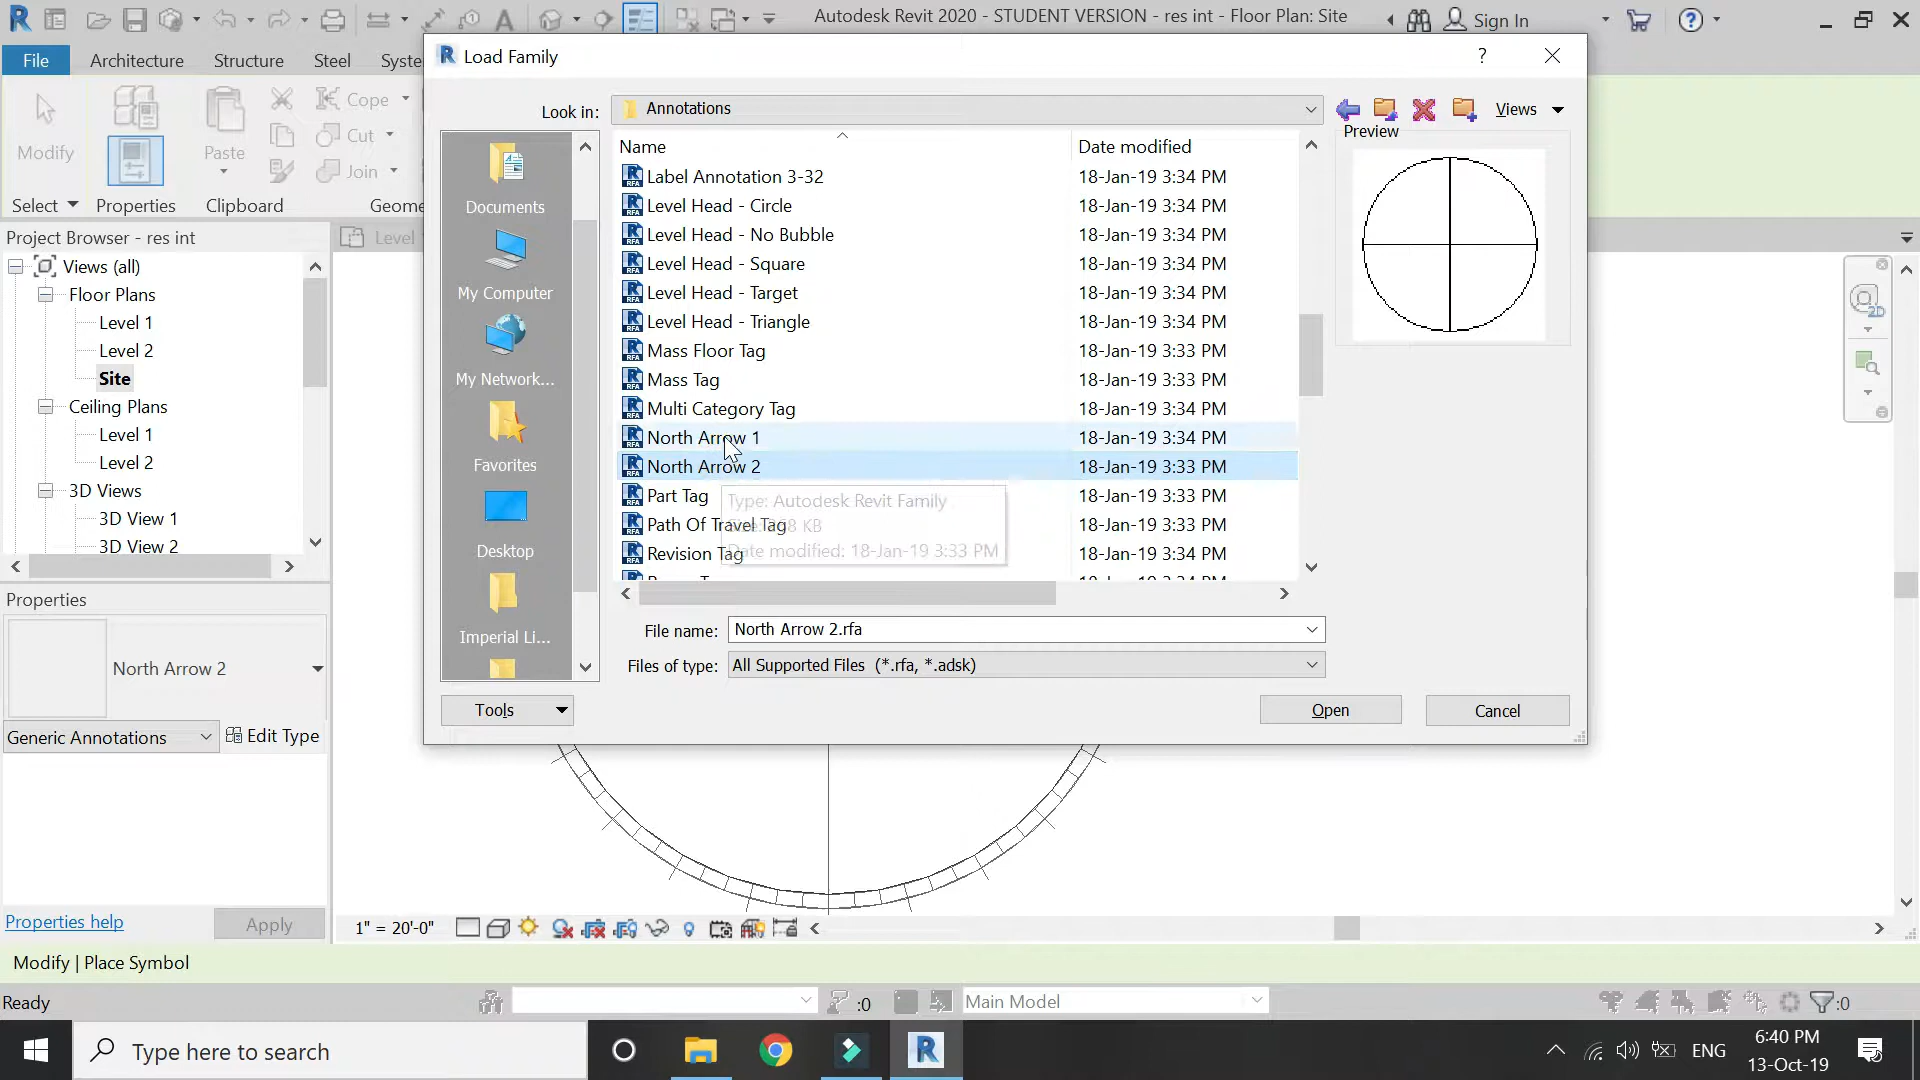 Autodesk Revit 2020 - STUDENT VERSION - res int - Floor Plan: Site
Sign In
File Architecture Structure Steel Syste
Load Family
Look in: Annotations
Views
Preview
Modify
Paste
Cope
Cut
Join
Select Properties Clipboard Geome
Project Browser - res int
Level
Views (all)
Floor Plans
Level 1
Level 2
Site
Ceiling Plans
Level 1
Level 2
3D Views
3D View 1
3D View 2
Documents
My Computer
My Network...
Favorites
Desktop
Imperial Li...
Name Date modified
Label Annotation 3-32 18-Jan-19 3:34 PM
Level Head - Circle 18-Jan-19 3:34 PM
Level Head - No Bubble 18-Jan-19 3:34 PM
Level Head - Square 18-Jan-19 3:34 PM
Level Head - Target 18-Jan-19 3:34 PM
Level Head - Triangle 18-Jan-19 3:34 PM
Mass Floor Tag 18-Jan-19 3:33 PM
Mass Tag 18-Jan-19 3:33 PM
Multi Category Tag 18-Jan-19 3:34 PM
North Arrow 1 18-Jan-19 3:34 PM
North Arrow 2 18-Jan-19 3:33 PM
Part Tag 18-Jan-19 3:33 PM
Path Of Travel Tag 18-Jan-19 3:33 PM
Revision Tag 18-Jan-19 3:33 PM
Type: Autodesk Revit Family
KB
Date modified: 18-Jan-19 3:33 PM
File name: North Arrow 2.rfa
Files of type: All Supported Files (*.rfa, *.adsk)
Tools Open Cancel
Properties
North Arrow 2
Generic Annotations Edit Type
Properties help Apply
1" = 20'-0"
2D
Modify | Place Symbol
Ready :0 Main Model :0
Type here to search
ENG
6:40 PM
13-Oct-19